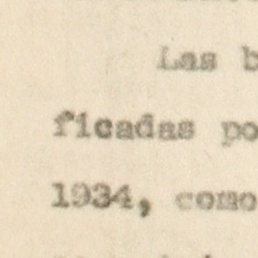 Las b
ficadas po
1934, como